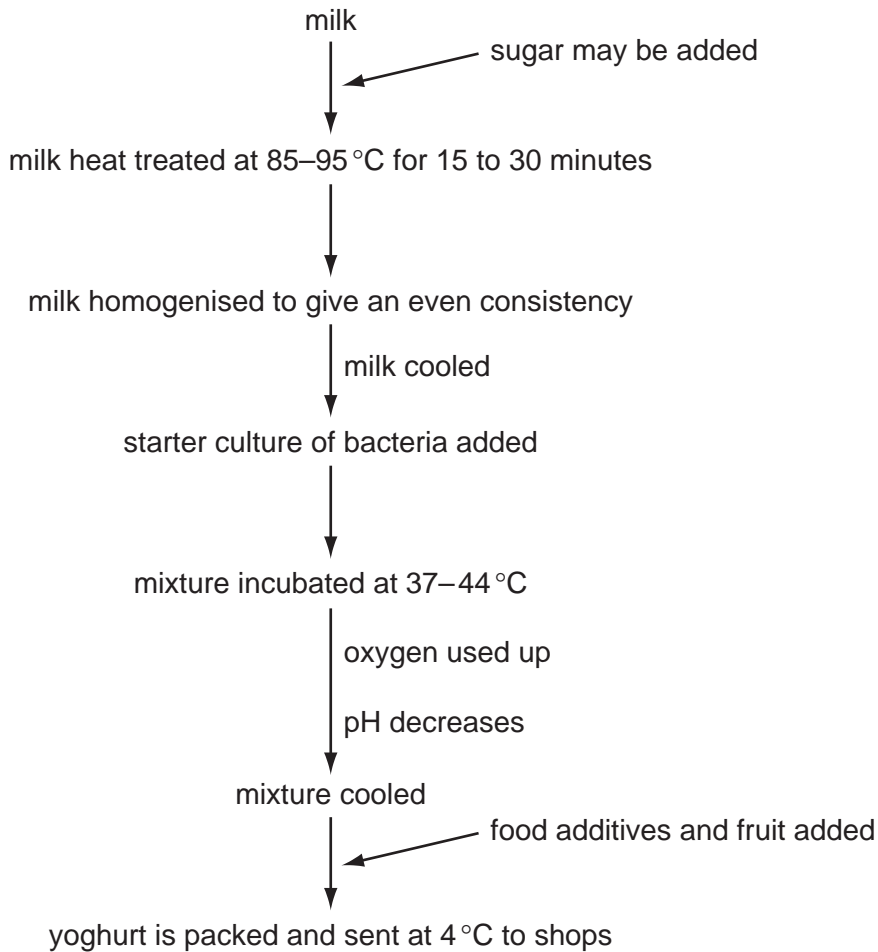 milk
sugar may be added
milk heat treated at 85–95 °C for 15 to 30 minutes
milk homogenised to give an even consistency
milk cooled
starter culture of bacteria added
mixture incubated at 37–44 °C
oxygen used up
pH decreases
mixture cooled
food additives and fruit added
yoghurt is packed and sent at 4 °C to shops